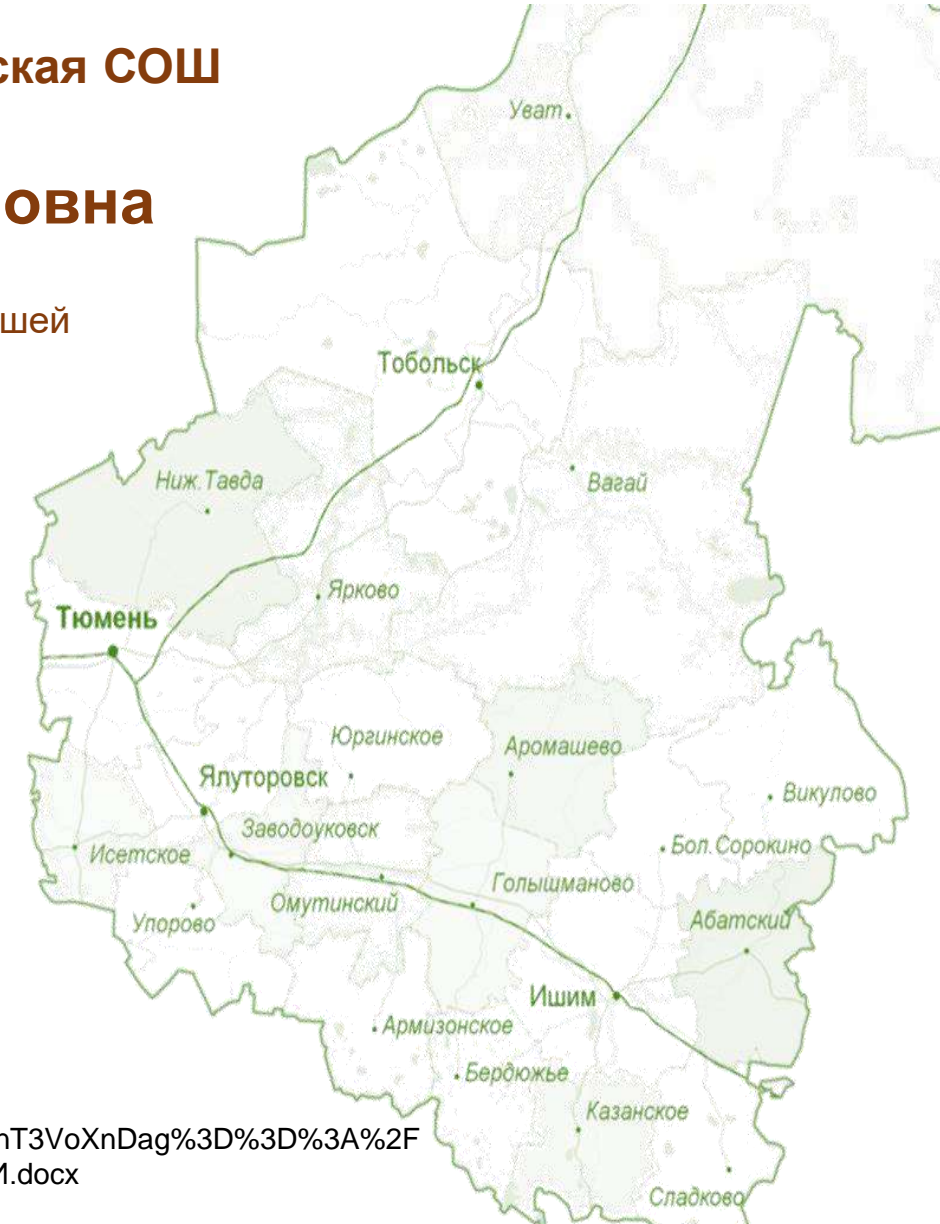 ская СОШ
Уват
овна
шей
Тобольск
Ниж.Тавда
Вагай
Ярково
Тюмень
Юргинское
Аромашево
Ялуторовск
Викулово
Заводоуковск
Бол.Сорокино
Исетское
Голышманово
Омутинский
Упорово
Абатский
Ишим
Армизонское
Бердюжье
Казанское
nT3VoXnDag%3D%3D%3A%2F
И.docx
Сладково